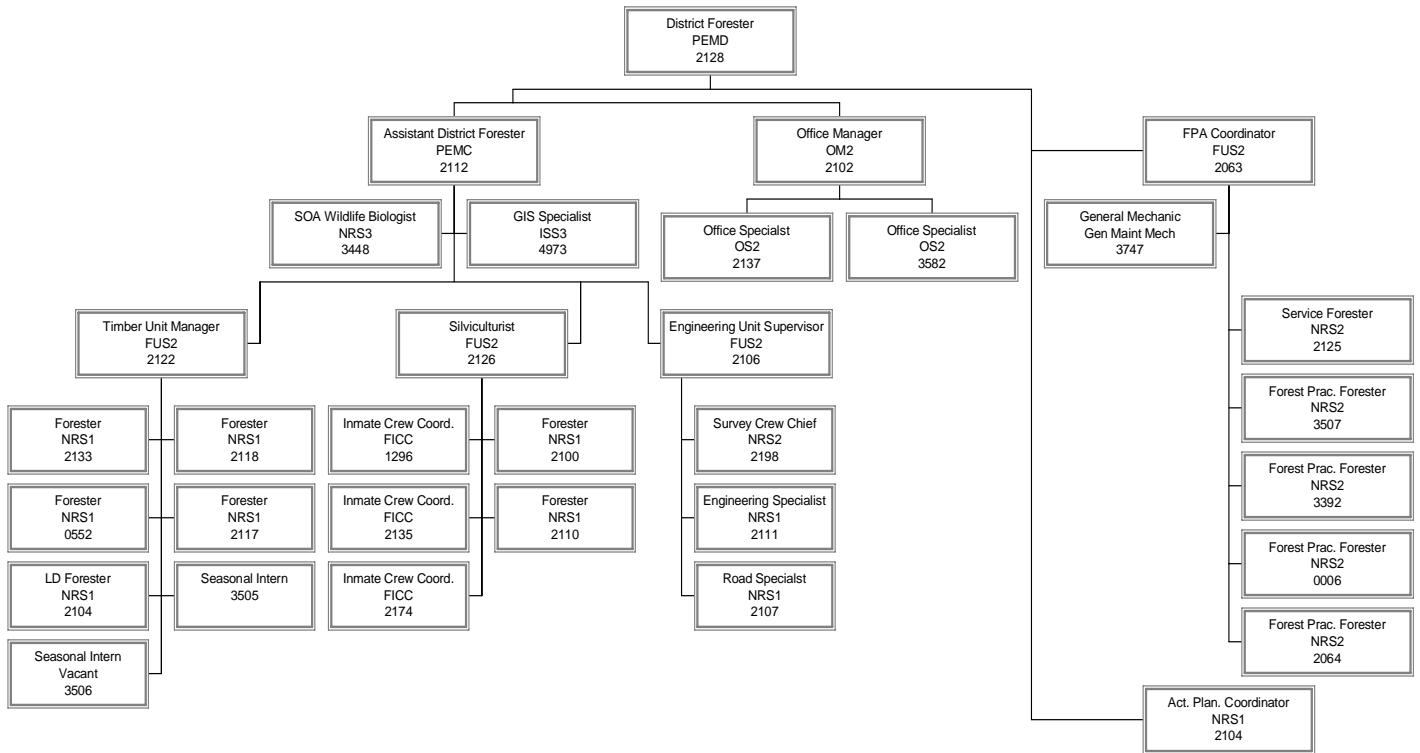 District Forester
PEMD
2128
Assistant District Forester
PEMC
2112
Office Manager
OM2
2102
FPA Coordinator
FUS2
2063
SOA Wildlife Biologist
NRS3
3448
GIS Specialist
ISS3
4973
Office Specialst
OS2
2137
Office Specialist
OS2
3582
General Mechanic
Gen Maint Mech
3747
Timber Unit Manager
FUS2
2122
Silviculturist
FUS2
2126
Engineering Unit Supervisor
FUS2
2106
Service Forester
NRS2
2125
Forester
NRS1
2133
Forester
NRS1
2118
Inmate Crew Coord.
FICC
1296
Forester
NRS1
2100
Survey Crew Chief
NRS2
2198
Forest Prac. Forester
NRS2
3507
Forester
NRS1
0552
Forester
NRS1
2117
Inmate Crew Coord.
FICC
2135
Forester
NRS1
2110
Engineering Specialist
NRS1
2111
Forest Prac. Forester
NRS2
3392
LD Forester
NRS1
2104
Seasonal Intern
3505
Inmate Crew Coord.
FICC
2174
Road Specialst
NRS1
2107
Forest Prac. Forester
NRS2
0006
Seasonal Intern
Vacant
3506
Forest Prac. Forester
NRS2
2064
Act. Plan. Coordinator
NRS1
2104